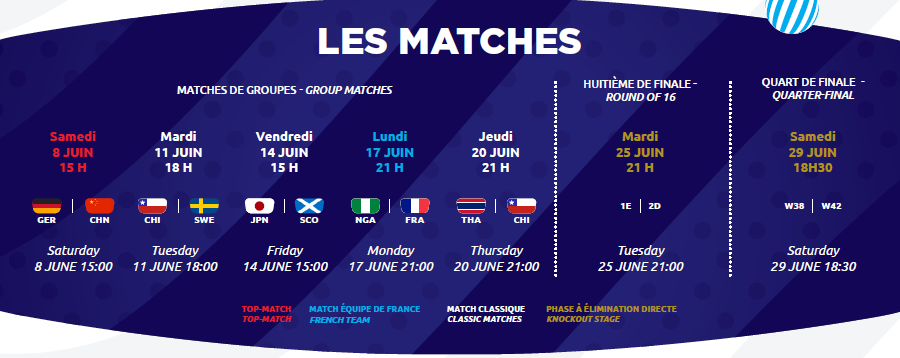 LES MATCHES
MATCHES DE GROUPES - GROUP MATCHES
HUITIÈME DE FINALE -
ROUND OF 16
QUART DE FINALE -
QUARTER-FINAL
Samedi
8 JUIN
15 H
Mardi
11 JUIN
18 H
Vendredi
14 JUIN
15 H
Lundi
17 JUIN
21 H
Jeudi
20 JUIN
21 H
Mardi
25 JUIN
21 H
Samedi
29 JUIN
18H30
GER CHN
CHI SWE
JPN SCO
NGA FRA
THA CHI
1E 2D
W38 W42
Saturday
8 JUNE 15:00
Tuesday
11 JUNE 18:00
Friday
14 JUNE 15:00
Monday
17 JUNE 21:00
Thursday
20 JUNE 21:00
Tuesday
25 JUNE 21:00
Saturday
29 JUNE 18:30
TOP-MATCH
TOP-MATCH
MATCH ÉQUIPE DE FRANCE
FRENCH TEAM
MATCH CLASSIQUE
CLASSIC MATCHES
PHASE À ÉLIMINATION DIRECTE
KNOCKOUT STAGE